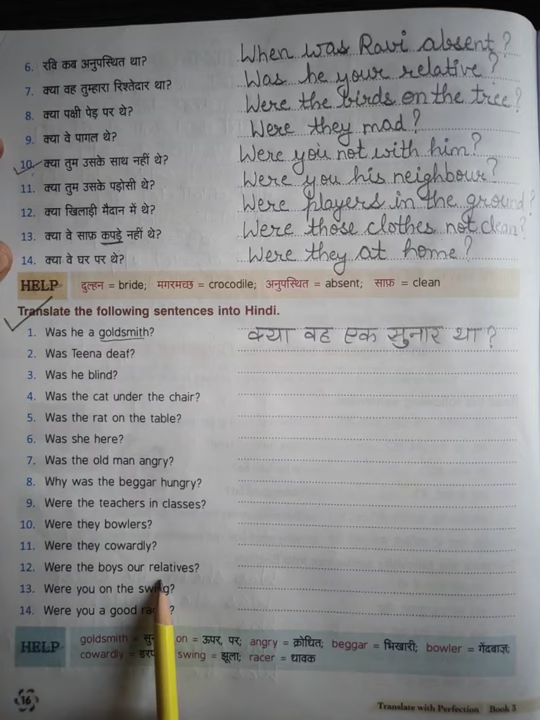 6. रवि कब अनुपस्थित था? When was Ravi absent?
7. क्या वह तुम्हारा रिश्तेदार था? Was he your relative?
8. क्या पक्षी पेड़ पर थे? Were the birds on the tree?
9. क्या वे पागल थे? Were they mad?
10. क्या तुम उसके साथ नहीं थे? Were you not with him?
11. क्या तुम उसके पड़ोसी थे? Were you his neighbour?
12. क्या खिलाड़ी मैदान में थे? Were players in the ground?
13. क्या वे साफ़ कपड़े नहीं थे? Were those clothes not clean?
14. क्या वे घर पर थे? Were they at home?
HELP दुल्हन = bride; मगरमच्छ = crocodile; अनुपस्थित = absent; साफ़ = clean
Translate the following sentences into Hindi.
1. Was he a goldsmith? क्या वह एक सुनार था?
2. Was Teena deaf?
3. Was he blind?
4. Was the cat under the chair?
5. Was the rat on the table?
6. Was she here?
7. Was the old man angry?
8. Why was the beggar hungry?
9. Were the teachers in classes?
10. Were they bowlers?
11. Were they cowardly?
12. Were the boys our relatives?
13. Were you on the swing?
14. Were you a good ?
HELP goldsmith = on = ऊपर, पर; angry = क्रोधित; beggar = भिखारी; bowler = गेंदबाज;
cowardly = swing = झूला; racer = धावक
16
Translate with Perfection Book 3